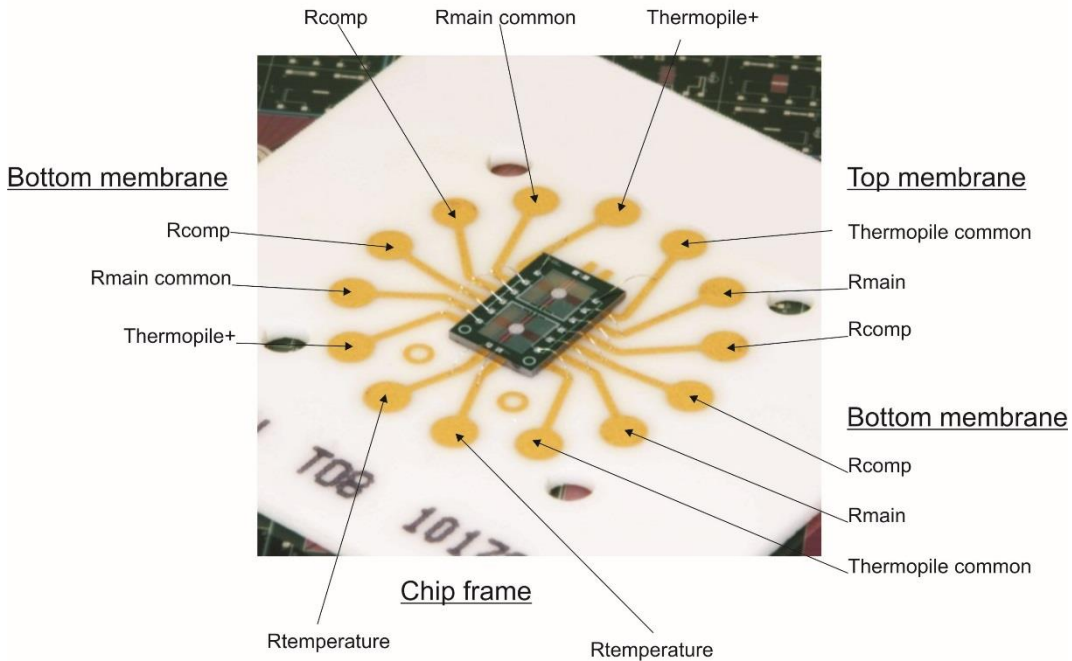 Rcomp
Rmain common
Thermopile+
Bottom membrane
Top membrane
Rcomp
Thermopile common
Rmain common
Rmain
Thermopile+
Rcomp
Bottom membrane
Rcomp
Rmain
Thermopile common
T08
Chip frame
Rtemperature
Rtemperature